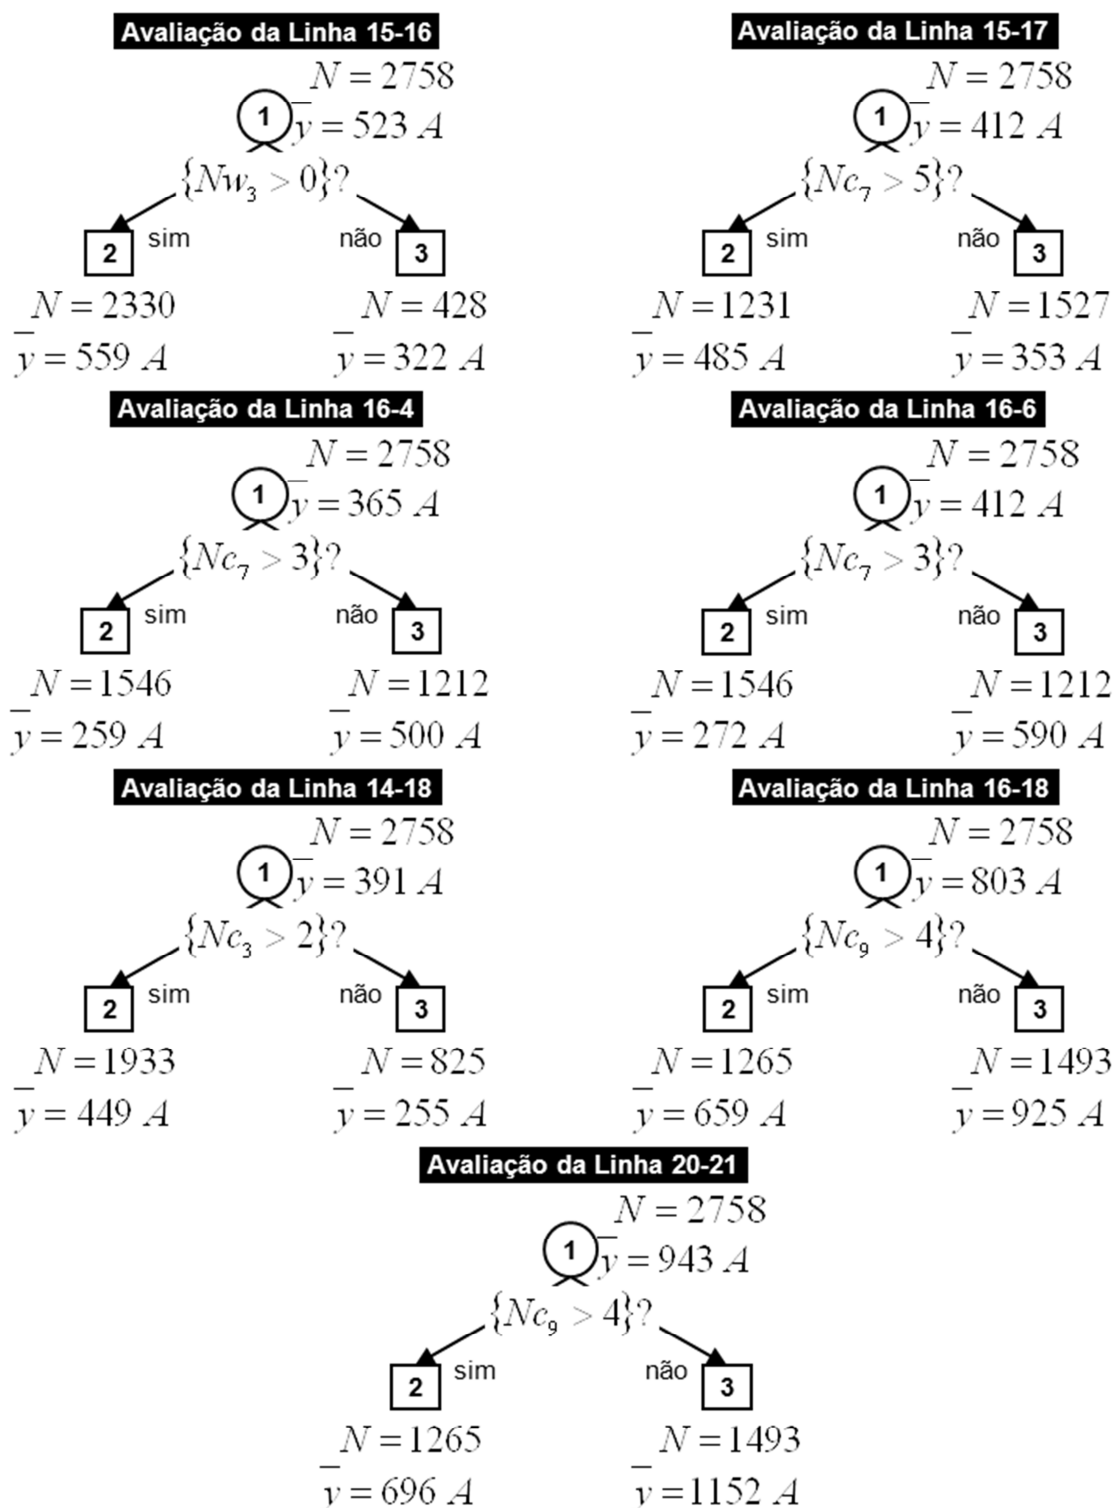 Avaliação da Linha 15-16
N = 2758
1
y̅ = 523 A
{Nw₃ > 0}?
sim
não
2
3
N = 2330
y̅ = 559 A
N = 428
y̅ = 322 A
Avaliação da Linha 15-17
N = 2758
1
y̅ = 412 A
{Nc₇ > 5}?
sim
não
2
3
N = 1231
y̅ = 485 A
N = 1527
y̅ = 353 A
Avaliação da Linha 16-4
N = 2758
1
y̅ = 365 A
{Nc₇ > 3}?
sim
não
2
3
N = 1546
y̅ = 259 A
N = 1212
y̅ = 500 A
Avaliação da Linha 16-6
N = 2758
1
y̅ = 412 A
{Nc₇ > 3}?
sim
não
2
3
N = 1546
y̅ = 272 A
N = 1212
y̅ = 590 A
Avaliação da Linha 14-18
N = 2758
1
y̅ = 391 A
{Nc₃ > 2}?
sim
não
2
3
N = 1933
y̅ = 449 A
N = 825
y̅ = 255 A
Avaliação da Linha 16-18
N = 2758
1
y̅ = 803 A
{Nc₉ > 4}?
sim
não
2
3
N = 1265
y̅ = 659 A
N = 1493
y̅ = 925 A
Avaliação da Linha 20-21
N = 2758
1
y̅ = 943 A
{Nc₉ > 4}?
sim
não
2
3
N = 1265
y̅ = 696 A
N = 1493
y̅ = 1152 A